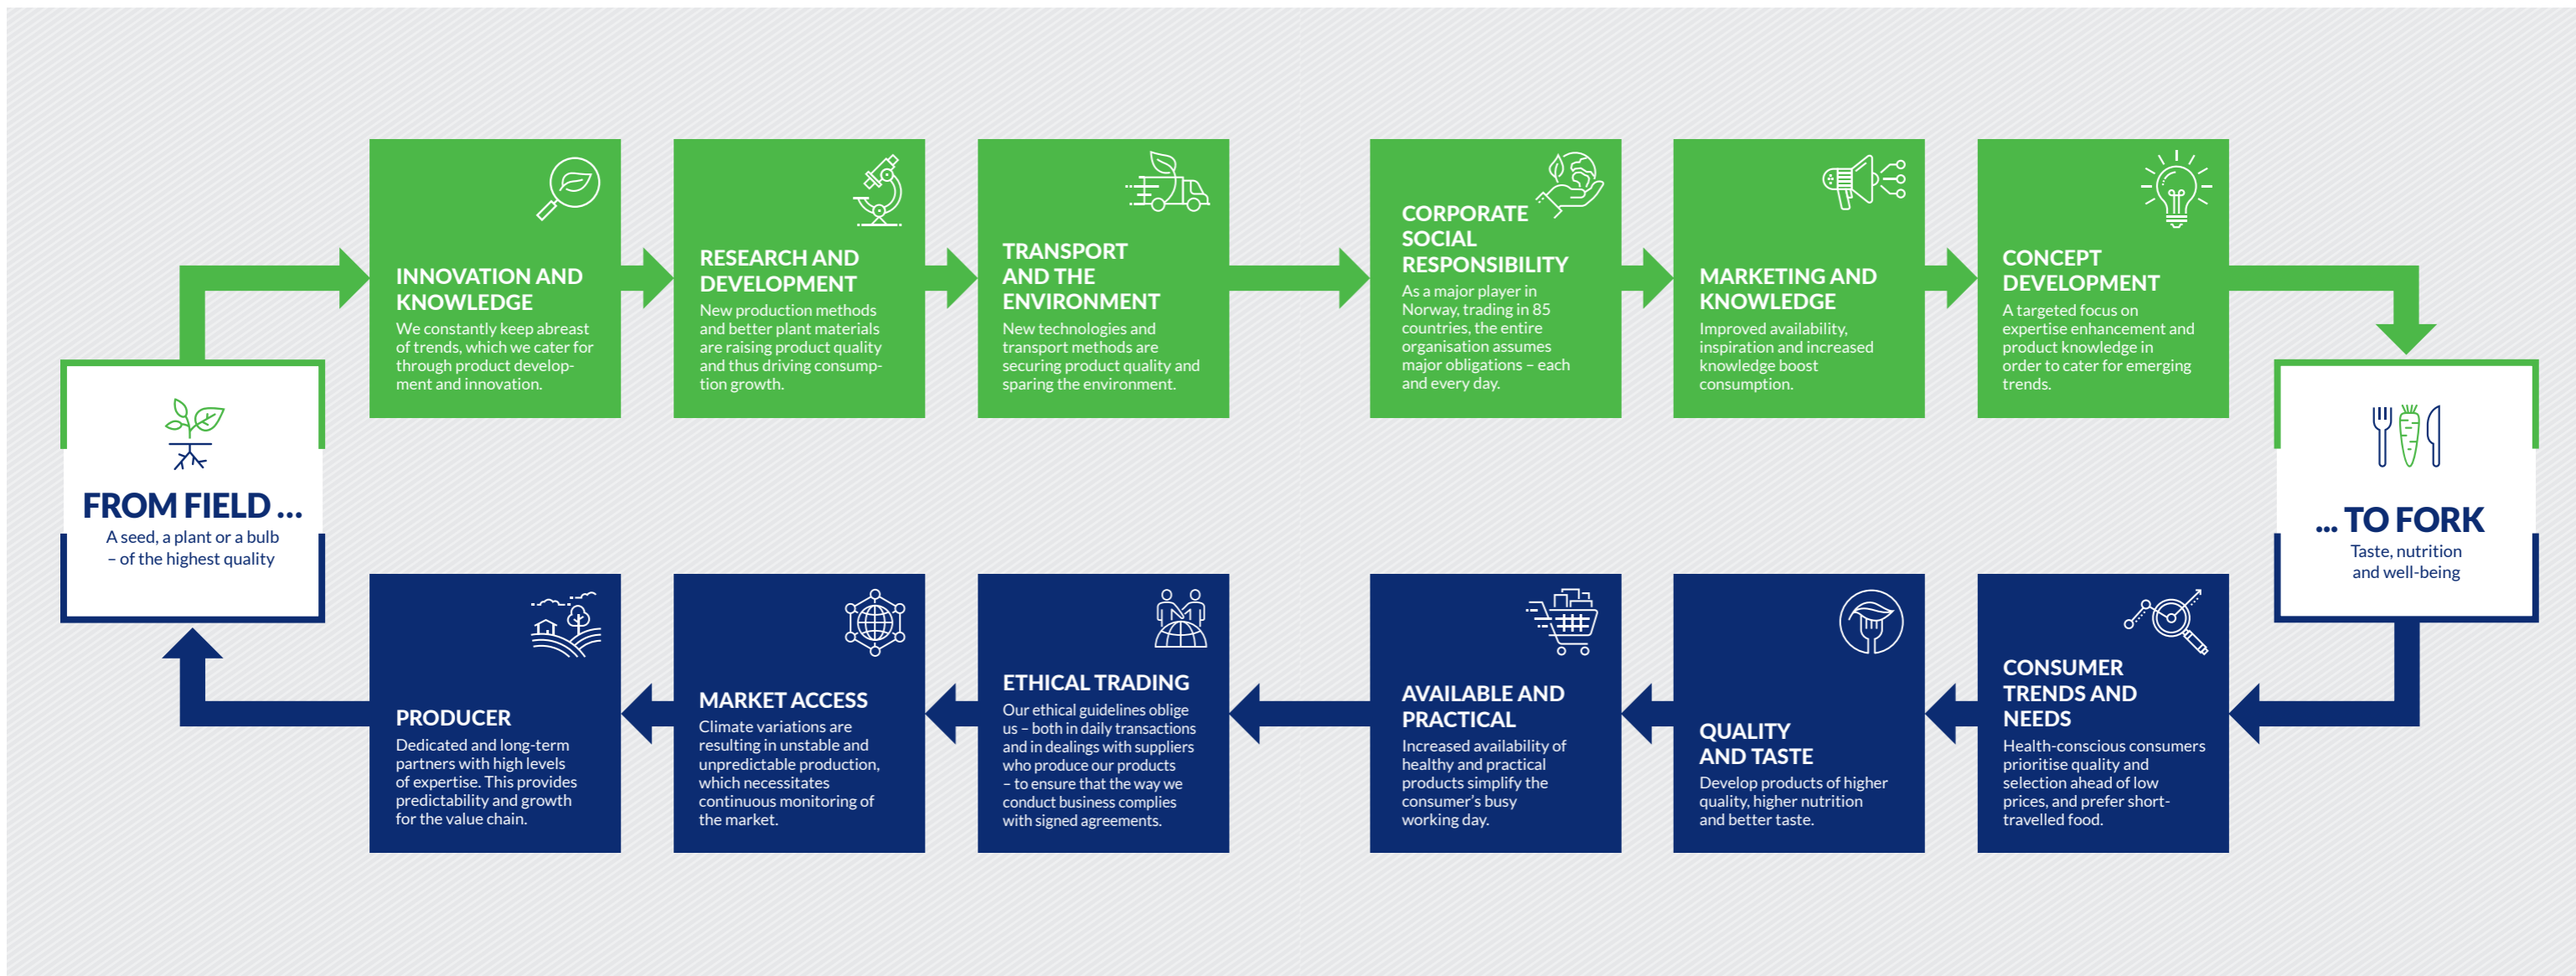 FROM FIELD ...
A seed, a plant or a bulb
– of the highest quality
INNOVATION AND
KNOWLEDGE
We constantly keep abreast
of trends, which we cater for
through product develop-
ment and innovation.
RESEARCH AND
DEVELOPMENT
New production methods
and better plant materials
are raising product quality
and thus driving consump-
tion growth.
TRANSPORT
AND THE
ENVIRONMENT
New technologies and
transport methods are
securing product quality and
sparing the environment.
CORPORATE
SOCIAL
RESPONSIBILITY
As a major player in
Norway, trading in 85
countries, the entire
organisation assumes
major obligations – each
and every day.
MARKETING AND
KNOWLEDGE
Improved availability,
inspiration and increased
knowledge boost
consumption.
CONCEPT
DEVELOPMENT
A targeted focus on
expertise enhancement and
product knowledge in
order to cater for emerging
trends.
... TO FORK
Taste, nutrition
and well-being
CONSUMER
TRENDS AND
NEEDS
Health-conscious consumers
prioritise quality and
selection ahead of low
prices, and prefer short-
travelled food.
QUALITY
AND TASTE
Develop products of higher
quality, higher nutrition
and better taste.
AVAILABLE AND
PRACTICAL
Increased availability of
healthy and practical
products simplify the
consumer's busy
working day.
ETHICAL TRADING
Our ethical guidelines oblige
us – both in daily transactions
and in dealings with suppliers
who produce our products
– to ensure that the way we
conduct business complies
with signed agreements.
MARKET ACCESS
Climate variations are
resulting in unstable and
unpredictable production,
which necessitates
continuous monitoring of
the market.
PRODUCER
Dedicated and long-term
partners with high levels
of expertise. This provides
predictability and growth
for the value chain.